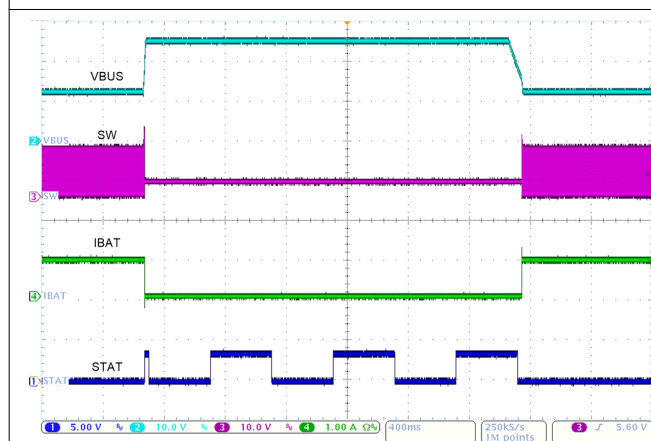 VBUS
SW
2 VBUS
3 SW
IBAT
4 IBAT
STAT
1 STAT
1 5.00 V 2 10.0 V 3 10.0 V 4 1.00 A Ω
400ms
250kS/s
1M points
3 5.60 V